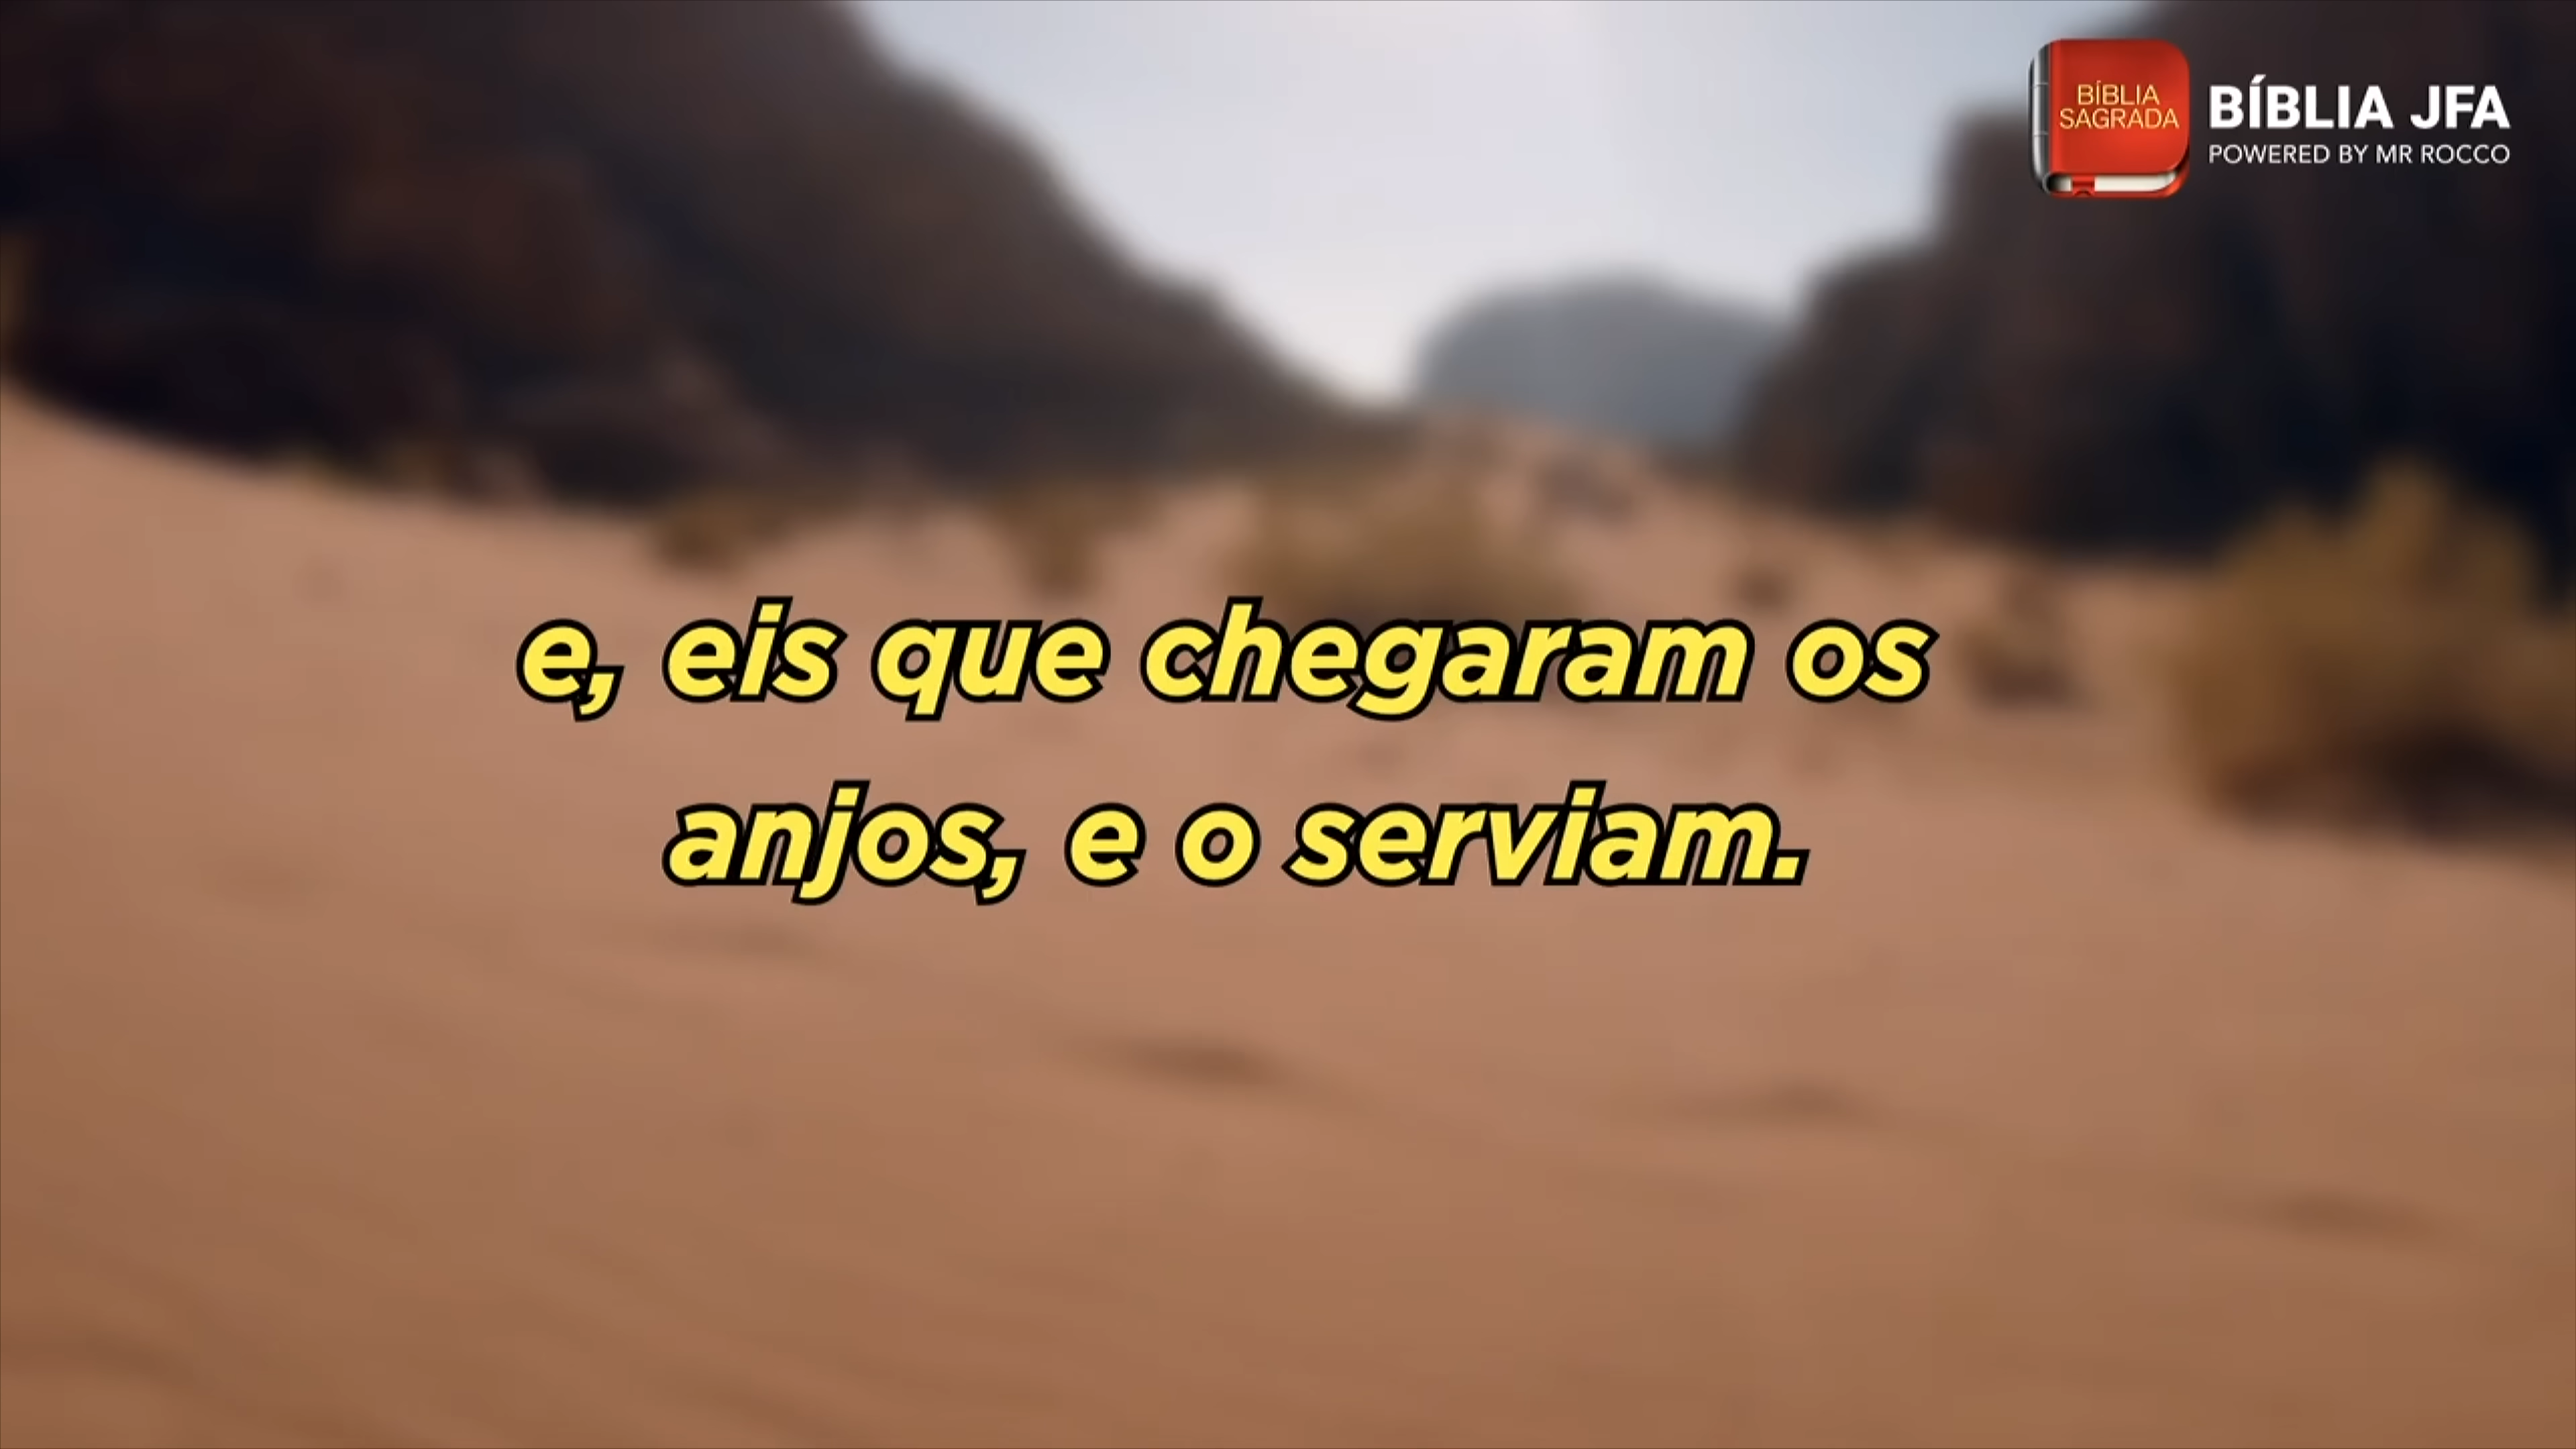 BÍBLIA
SAGRADA
BÍBLIA JFA
POWERED BY MR ROCCO
e, eis que chegaram os
anjos, e o serviam.